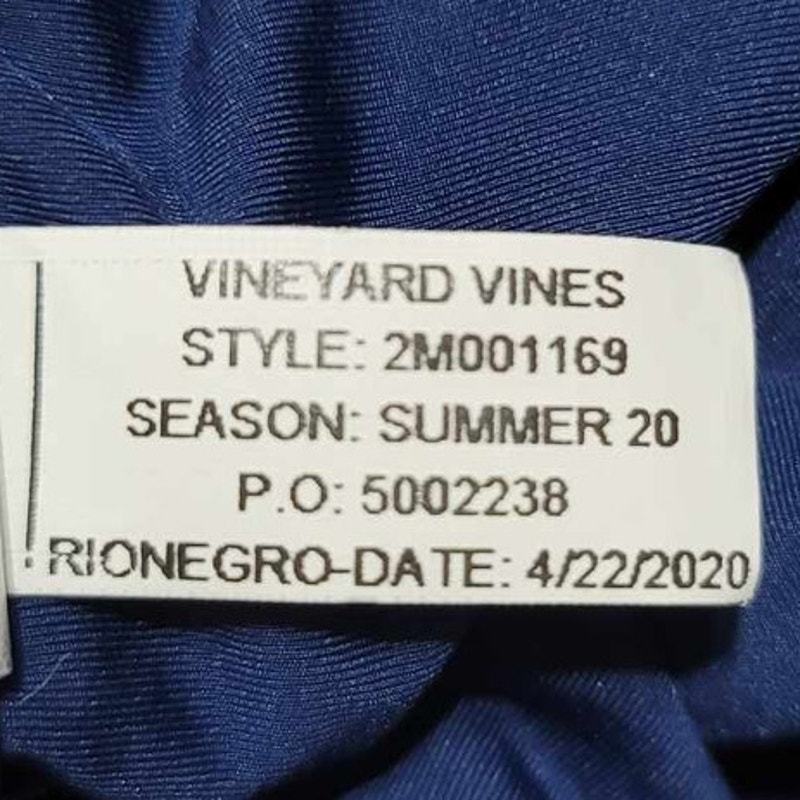 VINEYARD VINES
STYLE: 2M001169
SEASON: SUMMER 20
P.O: 5002238
RIONEGRO-DATE: 4/22/2020